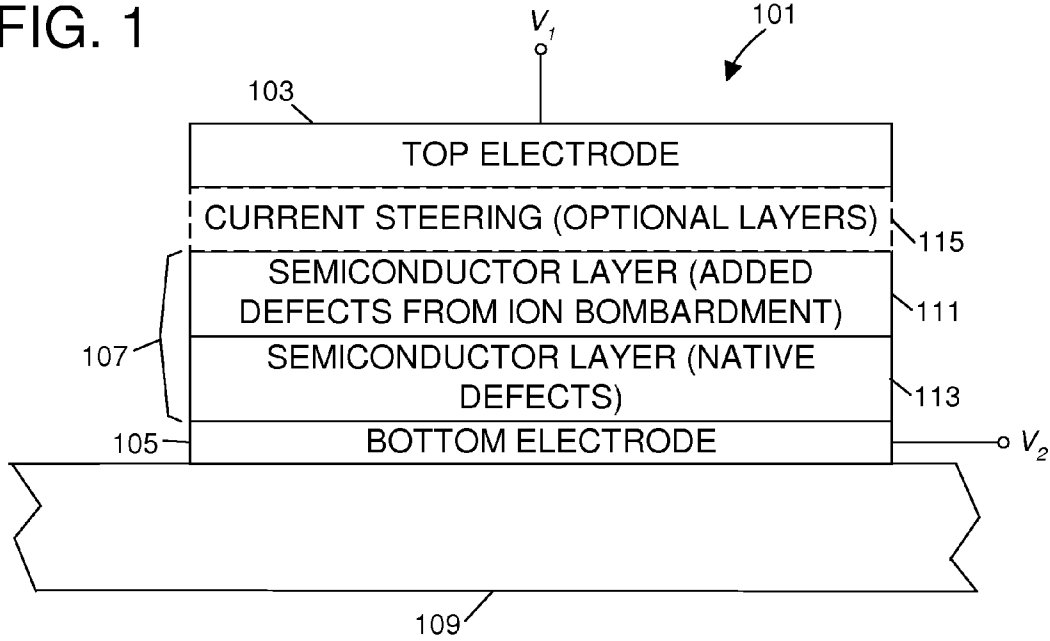 FIG. 1
V1
101
103
TOP ELECTRODE
CURRENT STEERING (OPTIONAL LAYERS)
115
SEMICONDUCTOR LAYER (ADDED
DEFECTS FROM ION BOMBARDMENT)
111
107
SEMICONDUCTOR LAYER (NATIVE
DEFECTS)
113
105
BOTTOM ELECTRODE
V2
109